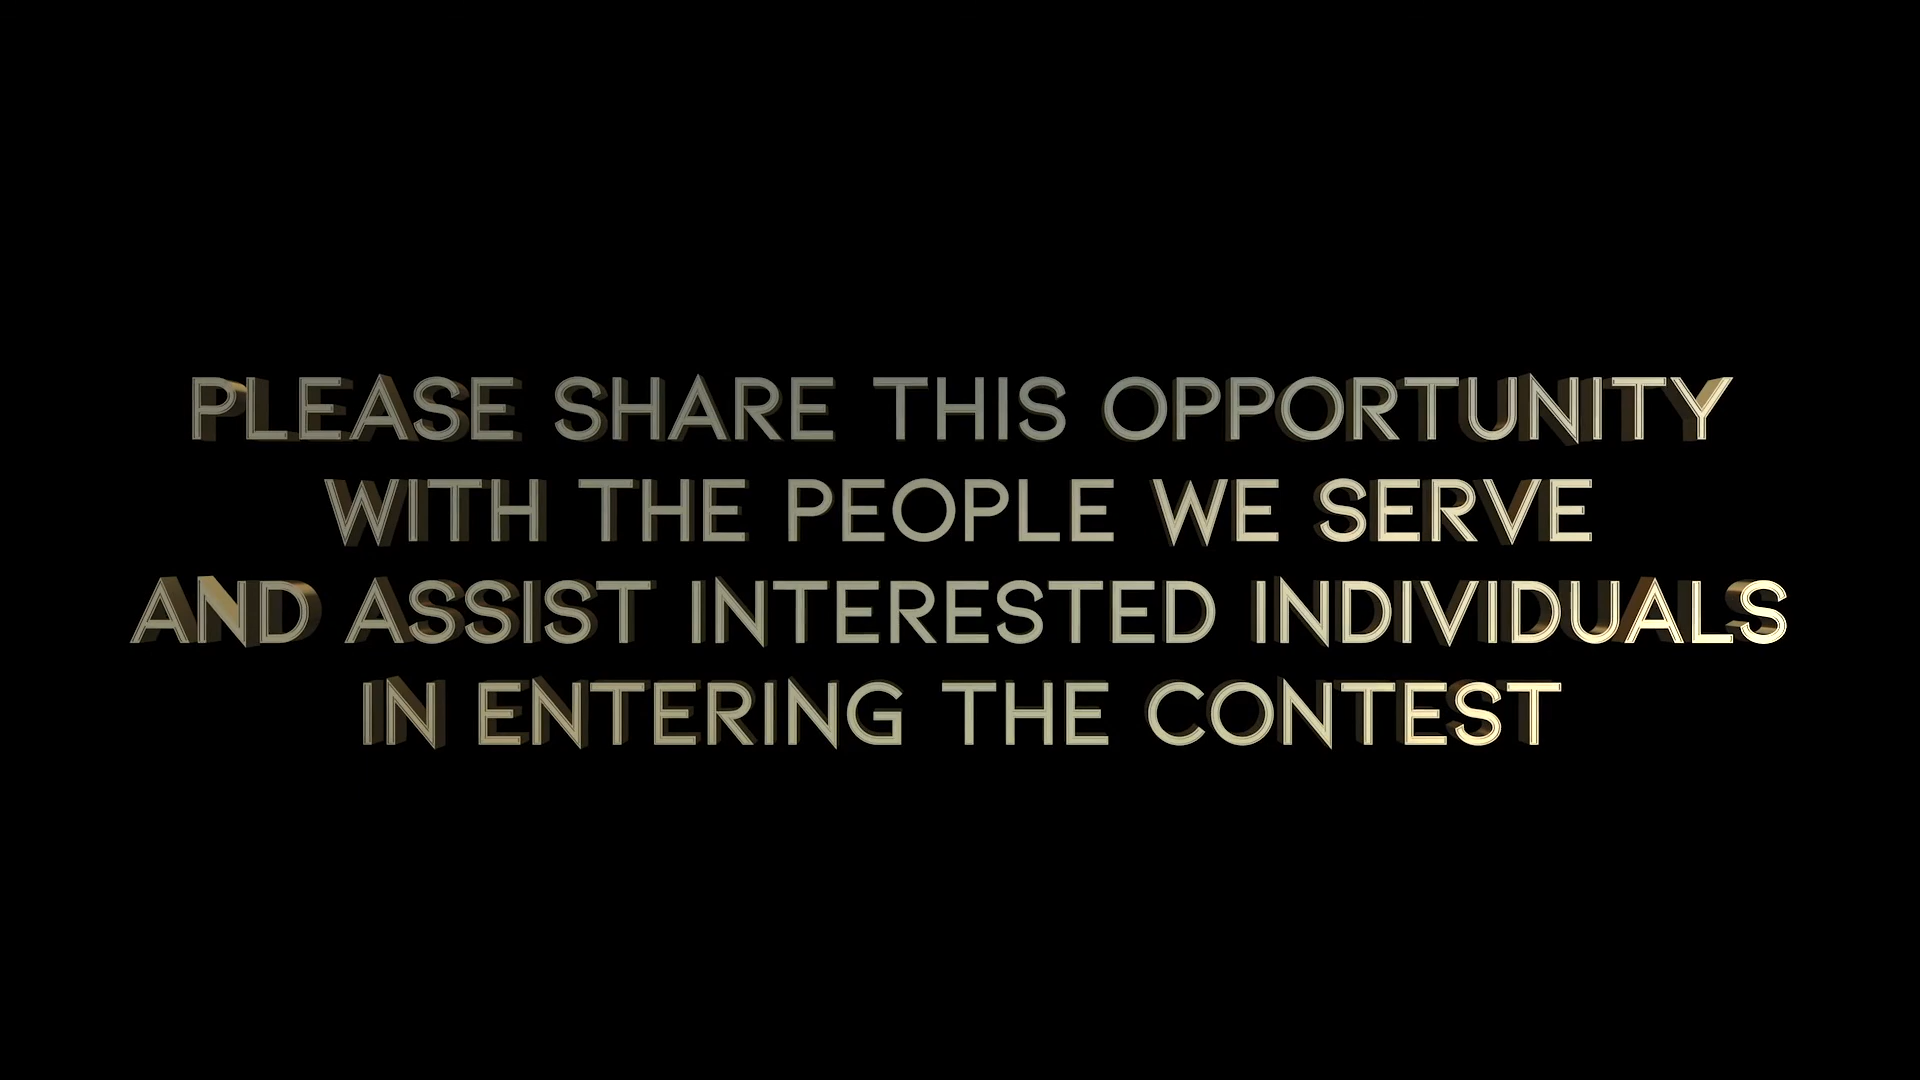 PLEASE SHARE THIS OPPORTUNITY
WITH THE PEOPLE WE SERVE
AND ASSIST INTERESTED INDIVIDUALS
IN ENTERING THE CONTEST